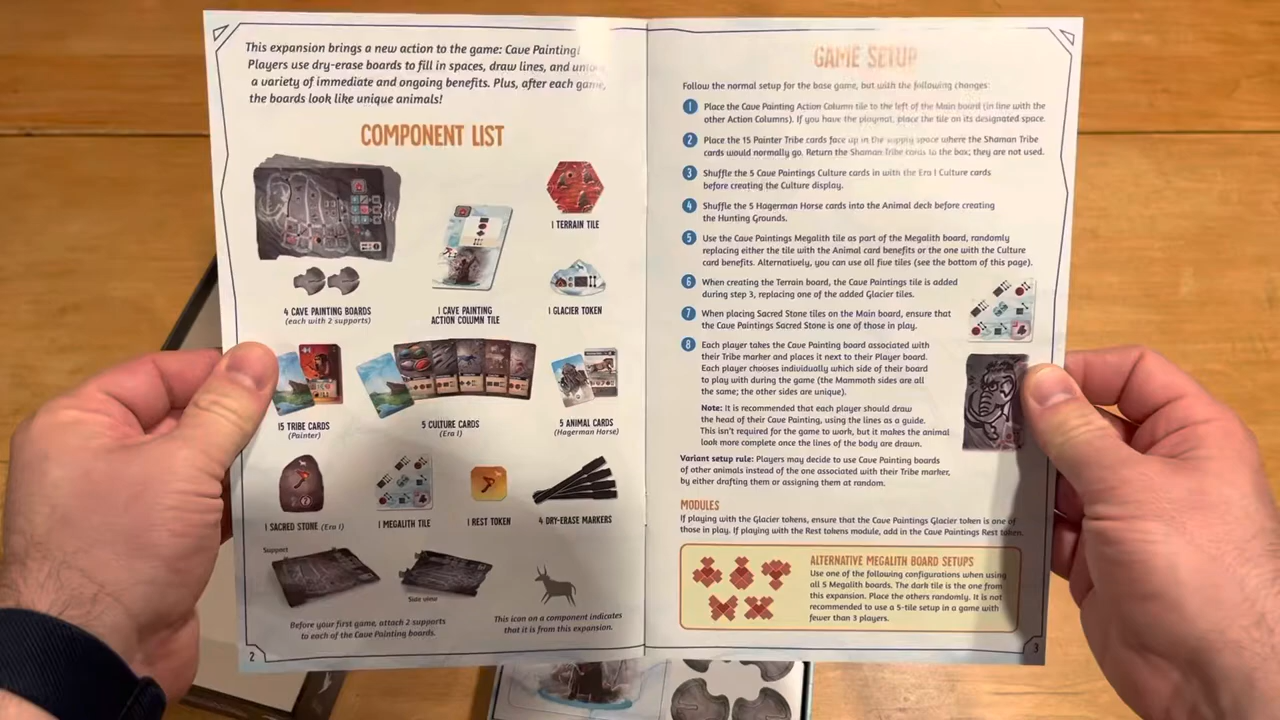 This expansion brings a new action to the game: Cave Painting!
Players use dry-erase boards to fill in spaces, draw lines, and
a variety of immediate and ongoing benefits. Plus, after each game,
the boards look like unique animals!
COMPONENT LIST
4 CAVE PAINTING BOARDS
(each with 2 supports)
1 CAVE PAINTING
ACTION COLUMN TILE
1 TERRAIN TILE
1 GLACIER TOKEN
15 TRIBE CARDS
(Painter)
5 CULTURE CARDS
(Era I)
5 ANIMAL CARDS
(Hagerman Horse)
1 SACRED STONE (Era I)
1 MEGALITH TILE
1 REST TOKEN
4 DRY-ERASE MARKERS
Support
Side view
Before your first game, attach 2 supports
to each of the Cave Painting boards.
This icon on a component indicates
that it is from this expansion.
2
GAME SETUP
Follow the normal setup for the base game, but with the following changes:
1 Place the Cave Painting Action Column tile to the left of the Main board (in line with the
other Action Columns). If you have the playmat, place the tile on its designated space.
2 Place the 15 Painter Tribe cards face up in the supply space where the Shaman Tribe
cards would normally go. Return the Shaman Tribe cards to the box; they are not used.
3 Shuffle the 5 Cave Paintings Culture cards in with the Era I Culture cards
before creating the Culture display.
4 Shuffle the 5 Hagerman Horse cards into the Animal deck before creating
the Hunting Grounds.
5 Use the Cave Paintings Megalith tile as part of the Megalith board, randomly
replacing either the tile with the Animal card benefits or the one with the Culture
card benefits. Alternatively, you can use all five tiles (see the bottom of this page).
6 When creating the Terrain board, the Cave Paintings tile is added
during step 3, replacing one of the added Glacier tiles.
7 When placing Sacred Stone tiles on the Main board, ensure that
the Cave Paintings Sacred Stone is one of those in play.
8 Each player takes the Cave Painting board associated with
their Tribe marker and places it next to their Player board.
Each player chooses individually which side of their board
to play with during the game (the Mammoth sides are all
the same; the other sides are unique).
Note: It is recommended that each player should draw
the head of their Cave Painting, using the lines as a guide.
This isn't required for the game to work, but it makes the animal
look more complete once the lines of the body are drawn.
Variant setup rule: Players may decide to use Cave Painting boards
of other animals instead of the one associated with their Tribe marker,
by either drafting them or assigning them at random.
MODULES
If playing with the Glacier tokens, ensure that the Cave Paintings Glacier token is one of
those in play. If playing with the Rest tokens module, add in the Cave Paintings Rest token.
ALTERNATIVE MEGALITH BOARD SETUPS
Use one of the following configurations when using
all 5 Megalith boards. The dark tile is the one from
this expansion. Place the others randomly. It is not
recommended to use a 5-tile setup in a game with
fewer than 3 players.
3